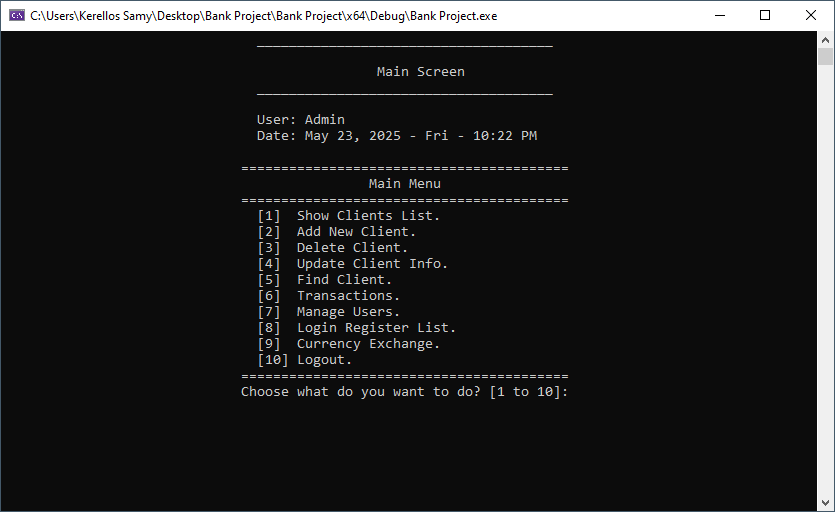 C:\Users\Kerellos Samy\Desktop\Bank Project\Bank Project\x64\Debug\Bank Project.exe
_____________________________________
Main Screen
_____________________________________
User: Admin
Date: May 23, 2025 - Fri - 10:22 PM
=========================================
Main Menu
=========================================
[1]  Show Clients List.
[2]  Add New Client.
[3]  Delete Client.
[4]  Update Client Info.
[5]  Find Client.
[6]  Transactions.
[7]  Manage Users.
[8]  Login Register List.
[9]  Currency Exchange.
[10] Logout.
=========================================
Choose what do you want to do? [1 to 10]: